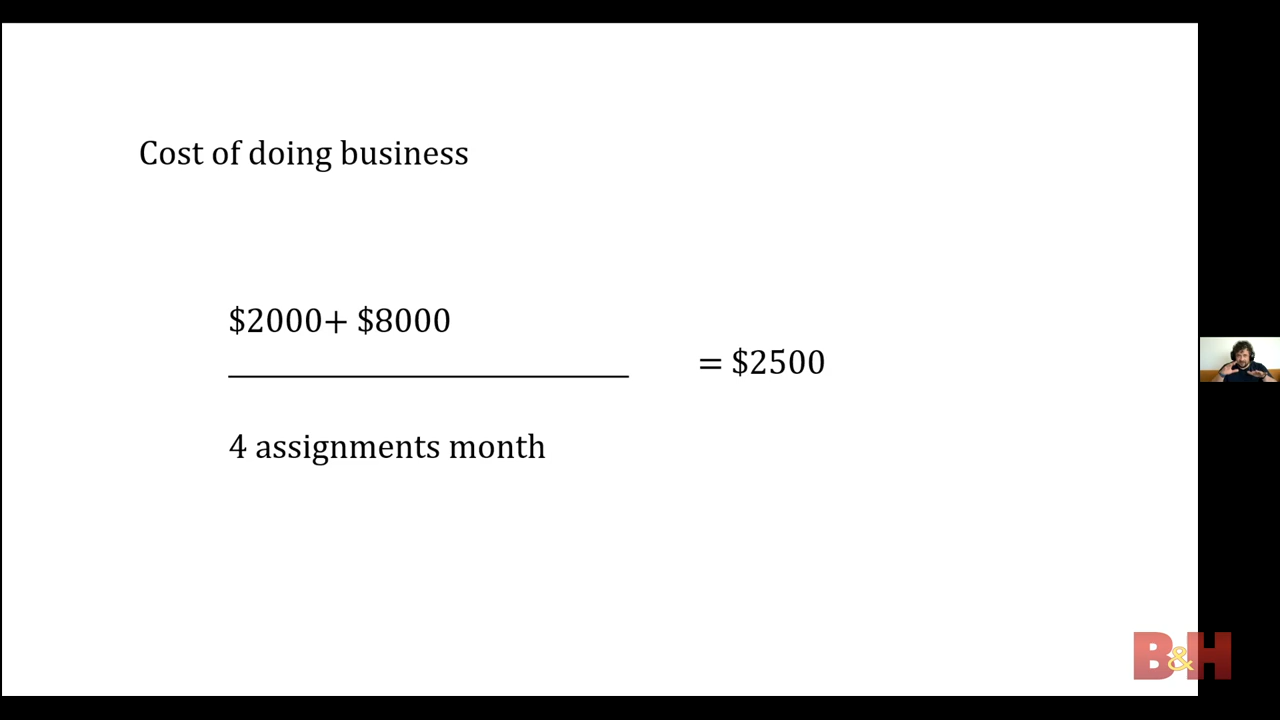 Cost of doing business
$2000+ $8000
= $2500
4 assignments month
B&H